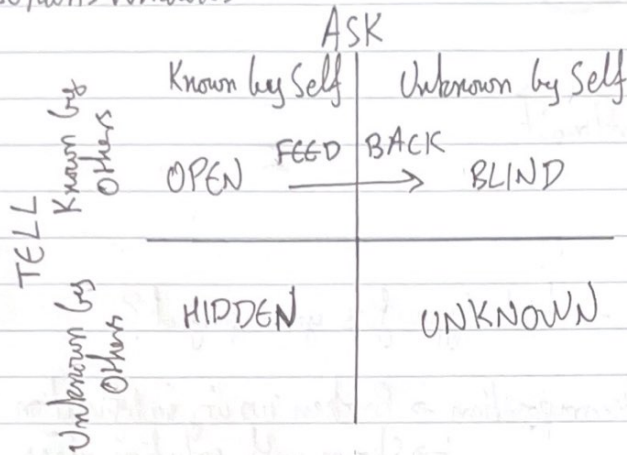 ASK
Known by Self Unknown by Self
TELL
Known by
Others
FEED BACK
OPEN BLIND
Unknown by
Others
HIDDEN UNKNOWN